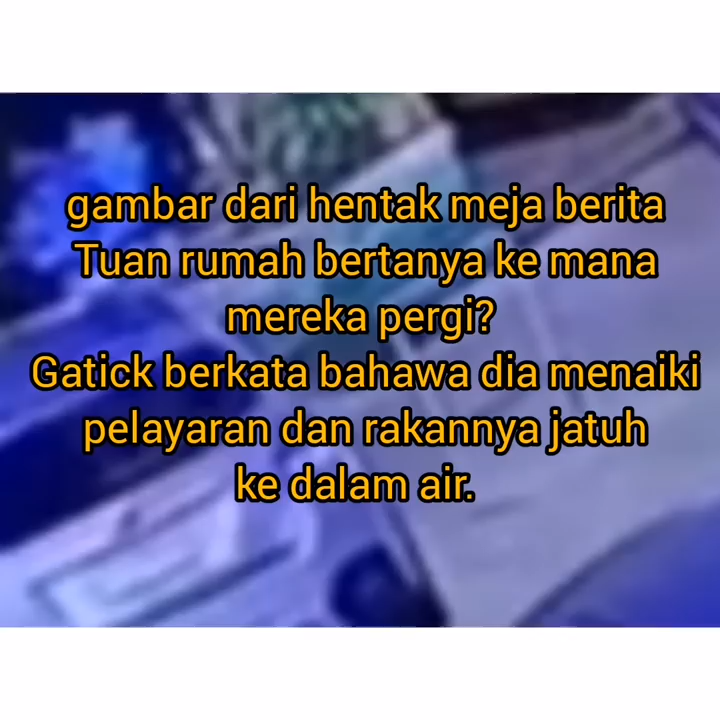 gambar dari hentak meja berita
Tuan rumah bertanya ke mana
mereka pergi?
Gatick berkata bahawa dia menaiki
pelayaran dan rakannya jatuh
ke dalam air.